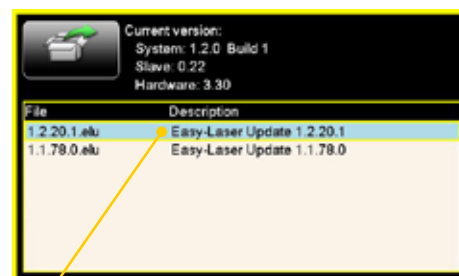 Current version:
System: 1.2.0 Build 1
Slave: 0.22
Hardware: 3.30
File Description
1.2.20.1.elu Easy-Laser Update 1.2.20.1
1.1.78.0.elu Easy-Laser Update 1.1.78.0